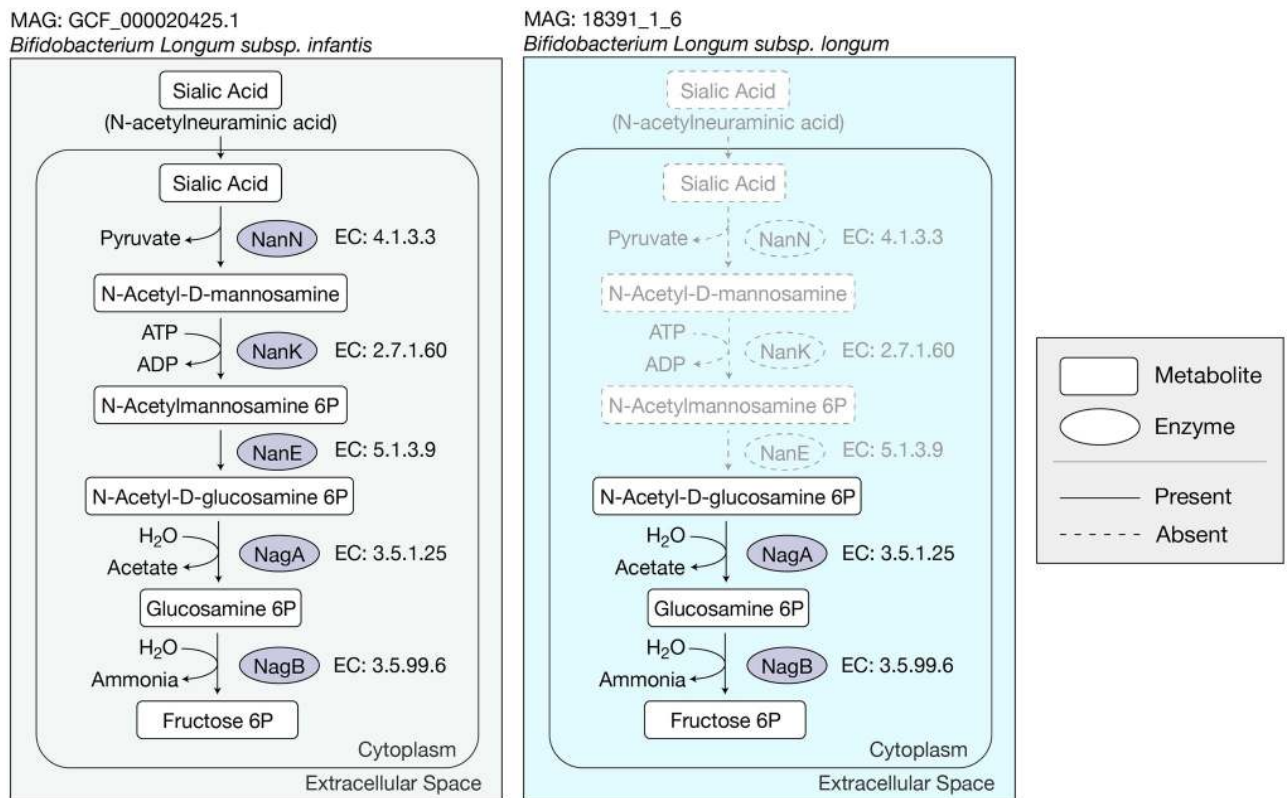 MAG: GCF_000020425.1
Bifidobacterium Longum subsp. infantis
Sialic Acid
(N-acetylneuraminic acid)
Sialic Acid
Pyruvate
NanN
EC: 4.1.3.3
N-Acetyl-D-mannosamine
ATP
ADP
NanK
EC: 2.7.1.60
N-Acetylmannosamine 6P
NanE
EC: 5.1.3.9
N-Acetyl-D-glucosamine 6P
H₂O
Acetate
NagA
EC: 3.5.1.25
Glucosamine 6P
H₂O
Ammonia
NagB
EC: 3.5.99.6
Fructose 6P
Cytoplasm
Extracellular Space
MAG: 18391_1_6
Bifidobacterium Longum subsp. longum
Sialic Acid
(N-acetylneuraminic acid)
Sialic Acid
Pyruvate
NanN
EC: 4.1.3.3
N-Acetyl-D-mannosamine
ATP
ADP
NanK
EC: 2.7.1.60
N-Acetylmannosamine 6P
NanE
EC: 5.1.3.9
N-Acetyl-D-glucosamine 6P
H₂O
Acetate
NagA
EC: 3.5.1.25
Glucosamine 6P
H₂O
Ammonia
NagB
EC: 3.5.99.6
Fructose 6P
Cytoplasm
Extracellular Space
Metabolite
Enzyme
Present
Absent